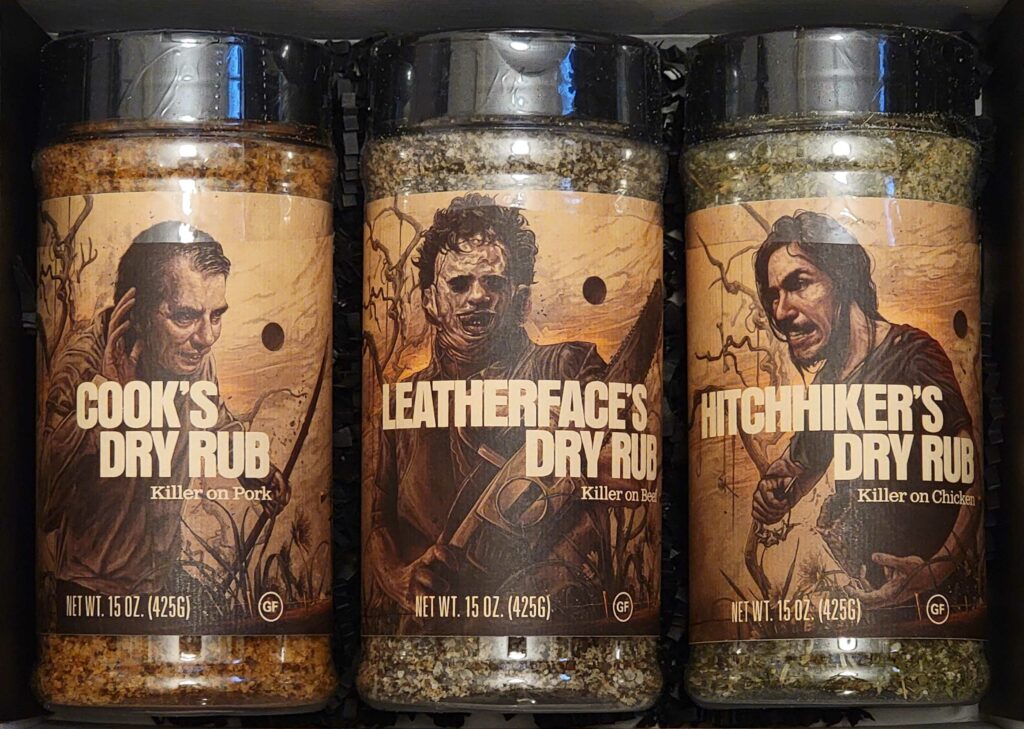 COOK'S
DRY RUB
Killer on Pork
NET WT. 15 OZ. (425G)
GF
LEATHERFACE'S
DRY RUB
Killer on Beef
NET WT. 15 OZ. (425G)
GF
HITCHHIKER'S
DRY RUB
Killer on Chicken
NET WT. 15 OZ. (425G)
GF